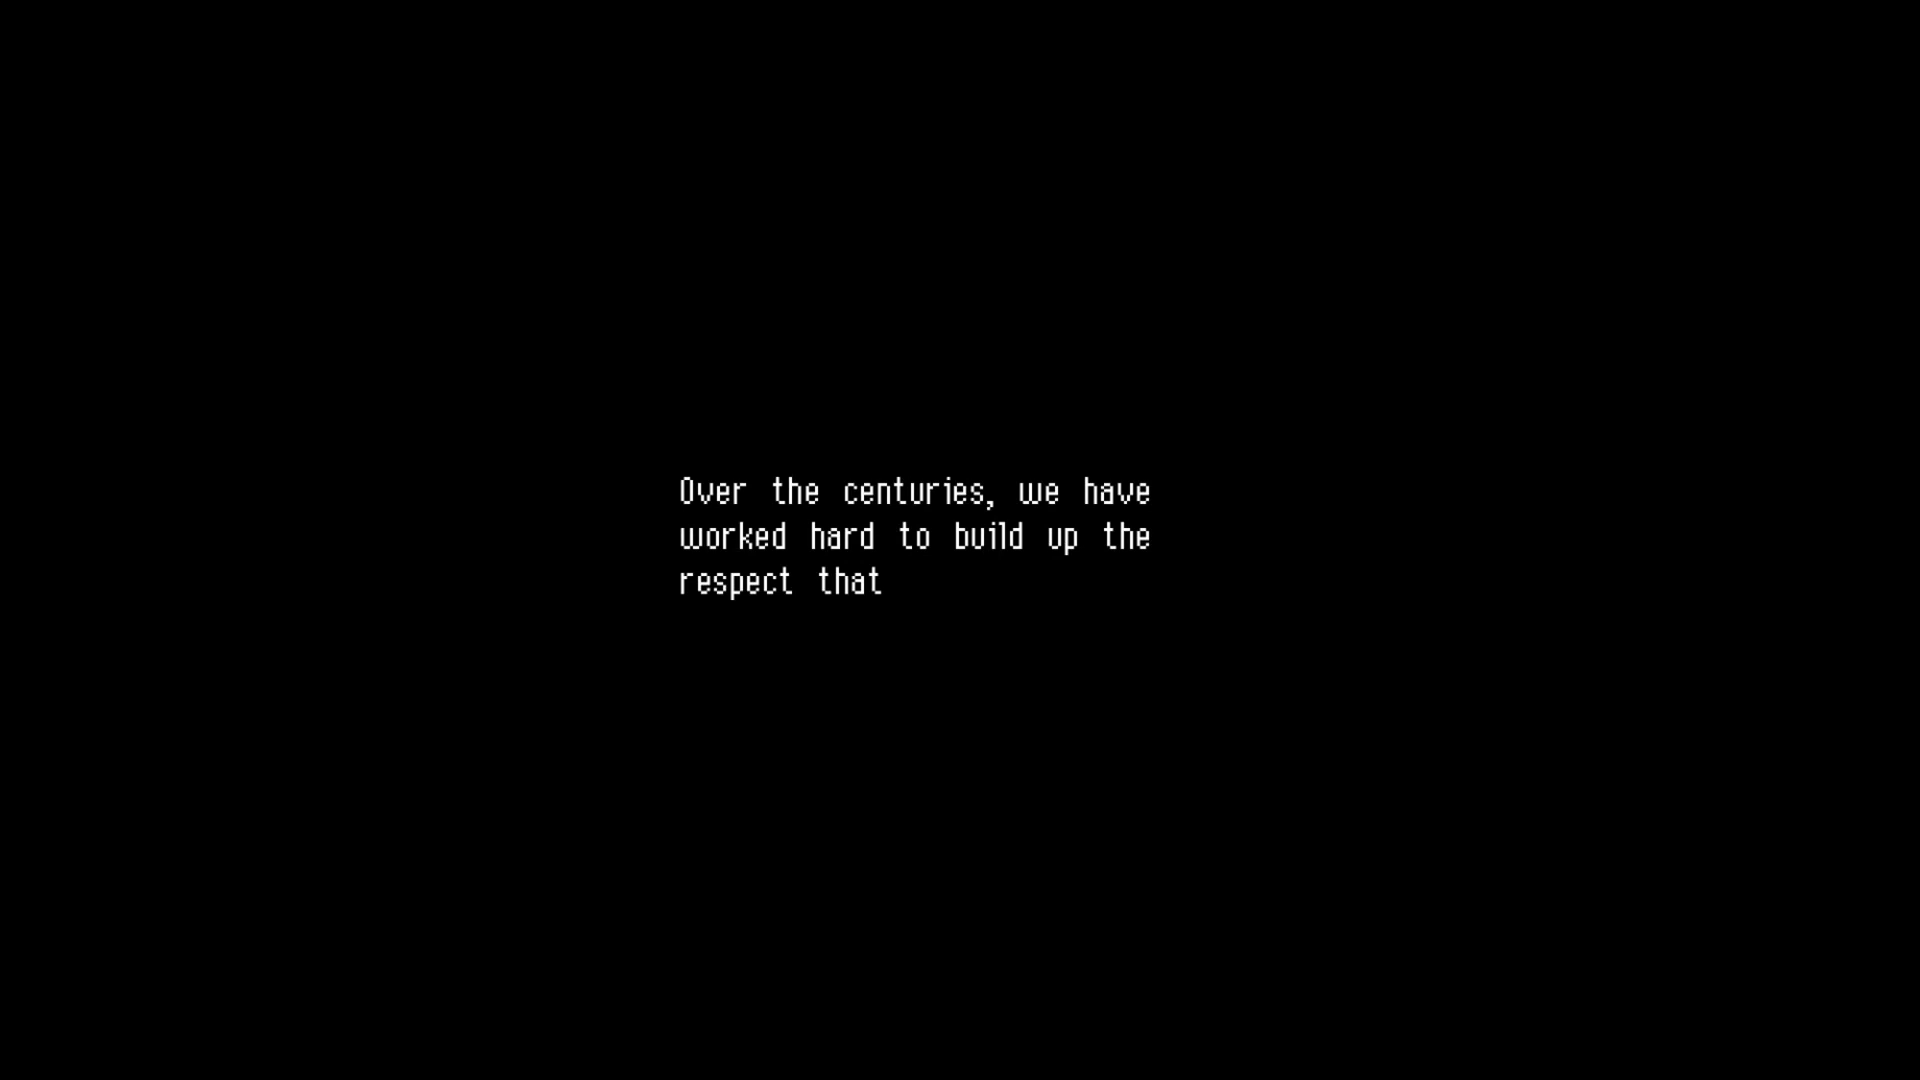 Over the centuries, we have
worked hard to build up the
respect that